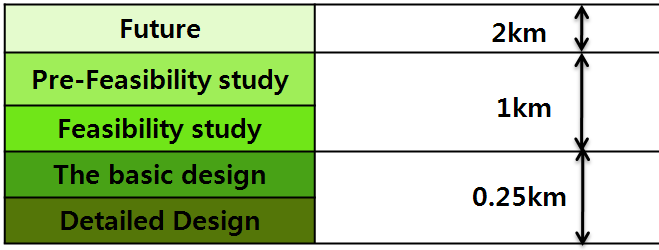 Future
2km
Pre-Feasibility study
1km
Feasibility study
The basic design
0.25km
Detailed Design